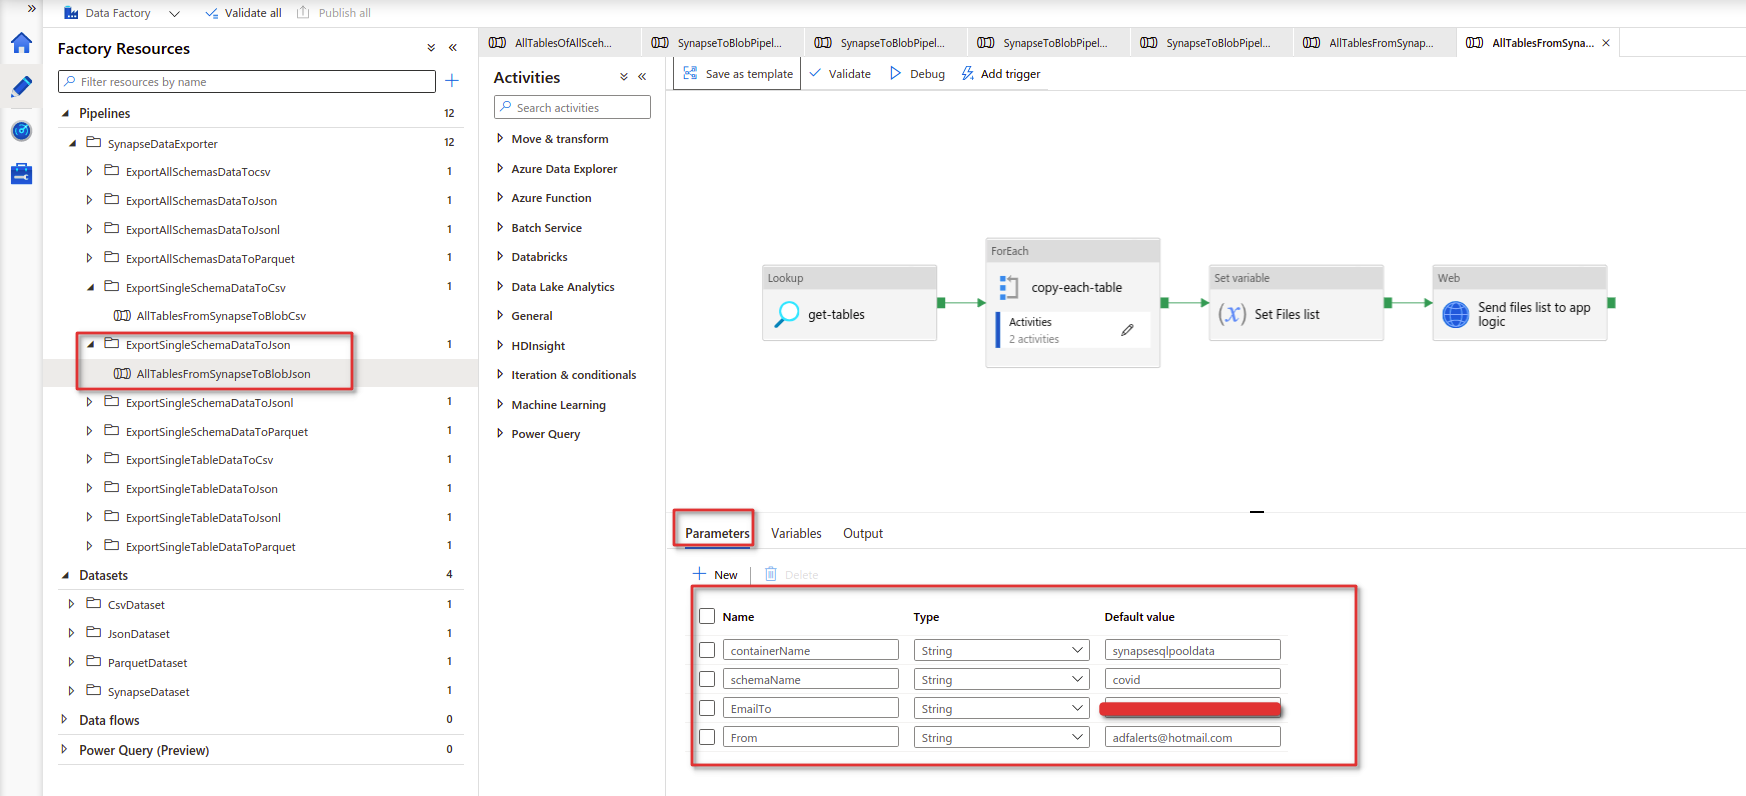 »
Data Factory
Validate all
Publish all
Factory Resources
Filter resources by name
Pipelines 12
SynapseDataExporter 12
ExportAllSchemasDataTocsv 1
ExportAllSchemasDataToJson 1
ExportAllSchemasDataToJsonl 1
ExportAllSchemasDataToParquet 1
ExportSingleSchemaDataToCsv 1
AllTablesFromSynapseToBlobCsv
ExportSingleSchemaDataToJson 1
AllTablesFromSynapseToBlobJson
ExportSingleSchemaDataToJsonl 1
ExportSingleSchemaDataToParquet 1
ExportSingleTableDataToCsv 1
ExportSingleTableDataToJson 1
ExportSingleTableDataToJsonl 1
ExportSingleTableDataToParquet 1
Datasets 4
CsvDataset 1
JsonDataset 1
ParquetDataset 1
SynapseDataset 1
Data flows 0
Power Query (Preview) 0
AllTablesOfAllSceh...
SynapseToBlobPipel...
SynapseToBlobPipel...
SynapseToBlobPipel...
SynapseToBlobPipel...
AllTablesFromSynap...
AllTablesFromSyna...
Activities
Search activities
Move & transform
Azure Data Explorer
Azure Function
Batch Service
Databricks
Data Lake Analytics
General
HDInsight
Iteration & conditionals
Machine Learning
Power Query
Save as template
Validate
Debug
Add trigger
Lookup
get-tables
ForEach
copy-each-table
Activities
2 activities
Set variable
(x) Set Files list
Web
Send files list to app
logic
Parameters
Variables
Output
New
Delete
Name Type Default value
containerName String synapsesqlpooldata
schemaName String covid
EmailTo String
From String adfalerts@hotmail.com